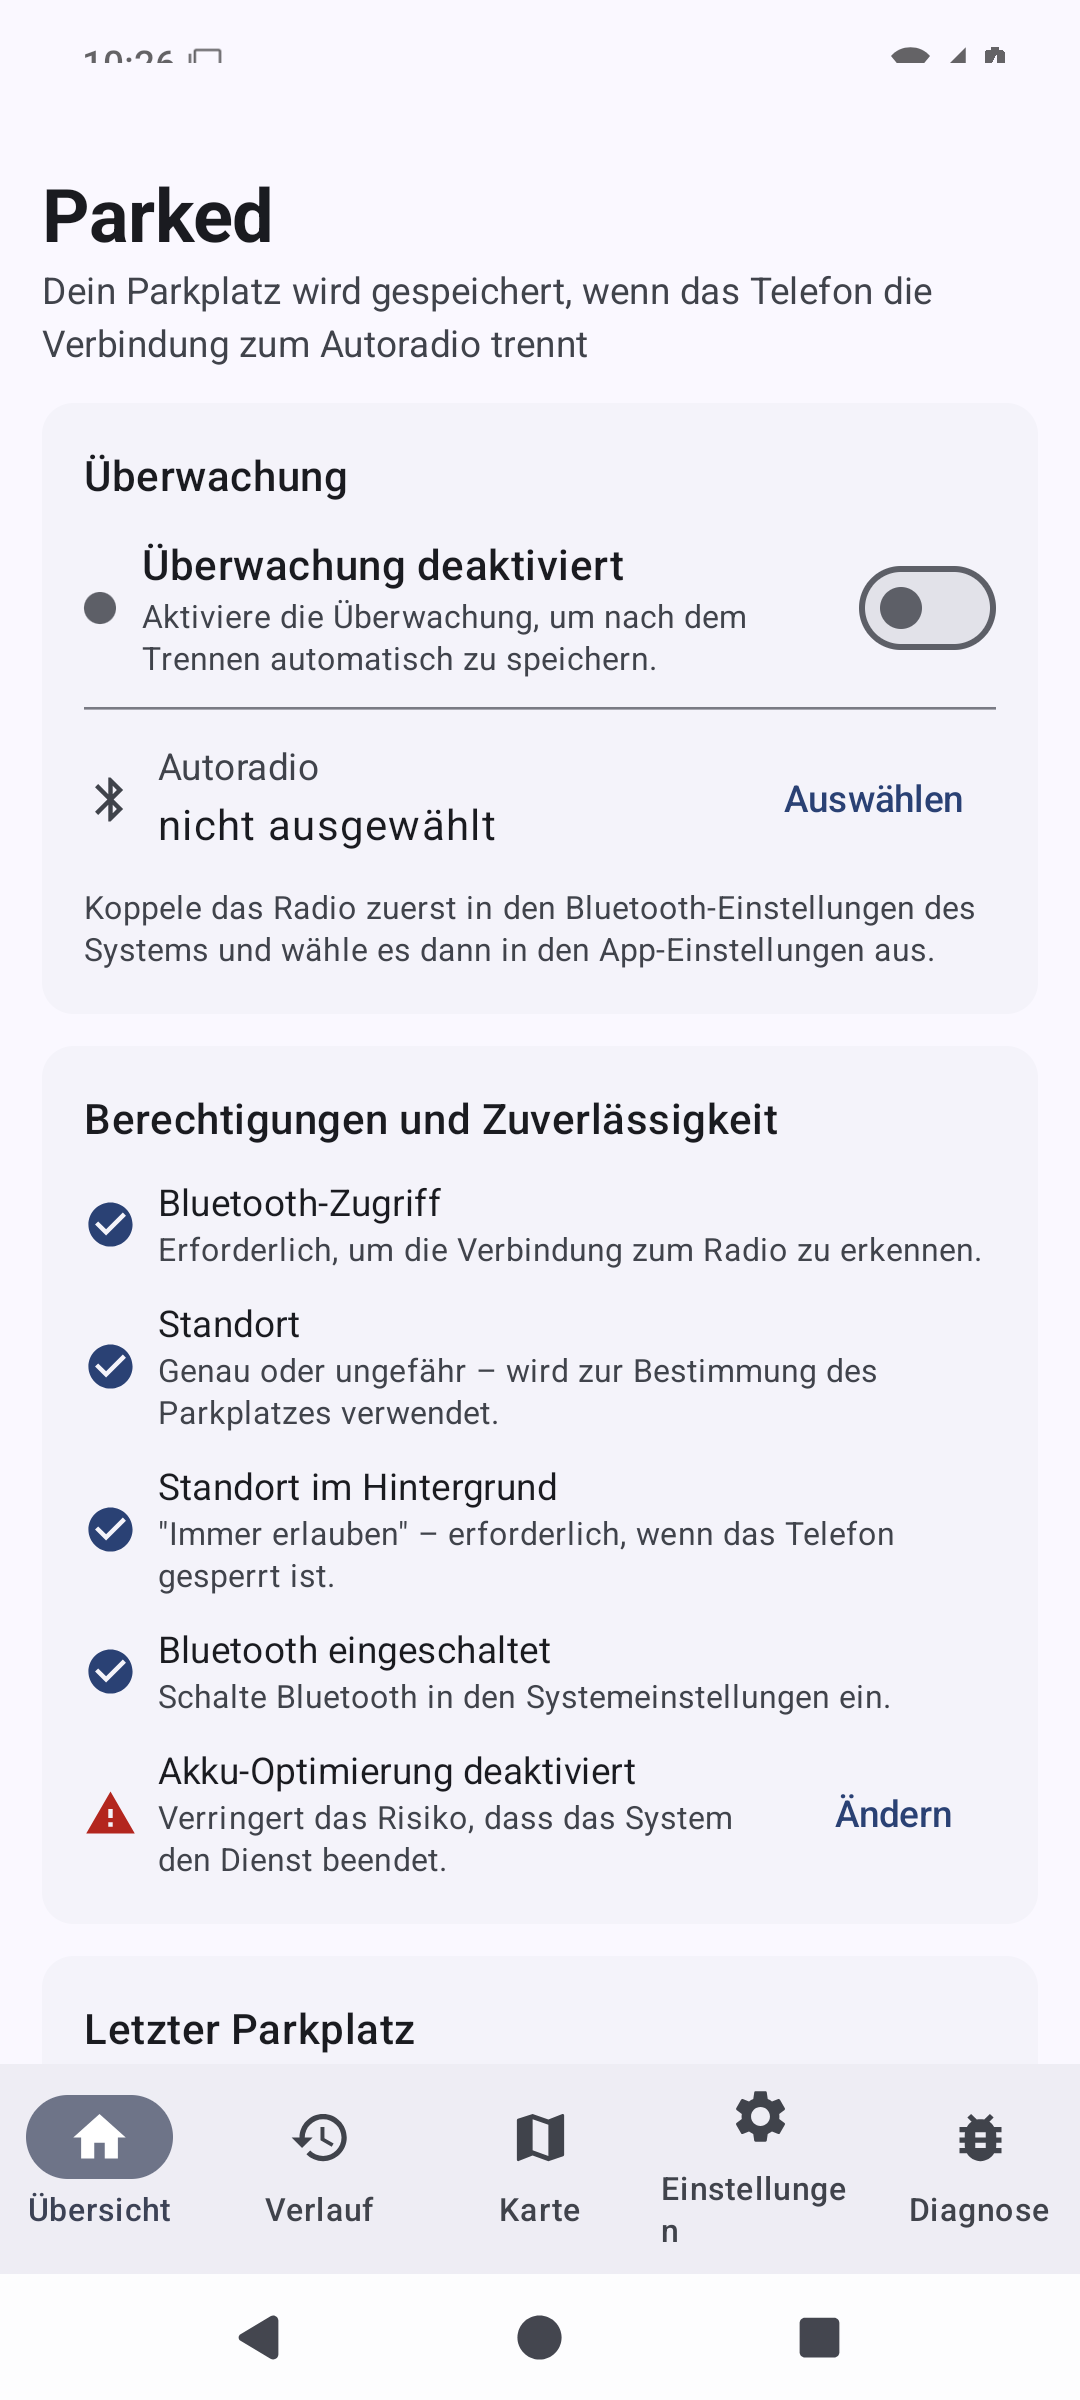 10:26
Parked
Dein Parkplatz wird gespeichert, wenn das Telefon die
Verbindung zum Autoradio trennt
Überwachung
Überwachung deaktiviert
Aktiviere die Überwachung, um nach dem
Trennen automatisch zu speichern.
Autoradio
nicht ausgewählt
Auswählen
Koppele das Radio zuerst in den Bluetooth-Einstellungen des
Systems und wähle es dann in den App-Einstellungen aus.
Berechtigungen und Zuverlässigkeit
Bluetooth-Zugriff
Erforderlich, um die Verbindung zum Radio zu erkennen.
Standort
Genau oder ungefähr – wird zur Bestimmung des
Parkplatzes verwendet.
Standort im Hintergrund
"Immer erlauben" – erforderlich, wenn das Telefon
gesperrt ist.
Bluetooth eingeschaltet
Schalte Bluetooth in den Systemeinstellungen ein.
Akku-Optimierung deaktiviert
Verringert das Risiko, dass das System
den Dienst beendet.
Ändern
Letzter Parkplatz
Übersicht
Verlauf
Karte
Einstellunge
n
Diagnose